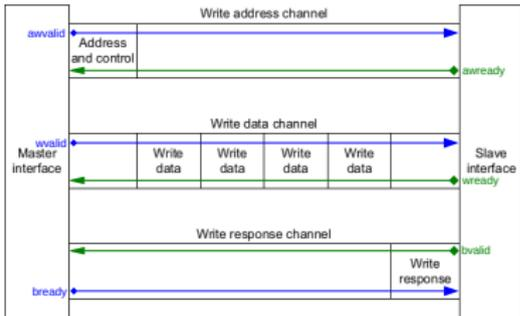 Write address channel
awvalid
Address
and control
awready
Write data channel
wvalid
Master
interface
Write
data
Write
data
Write
data
Write
data
Slave
interface
wready
Write response channel
bvalid
Write
response
bready